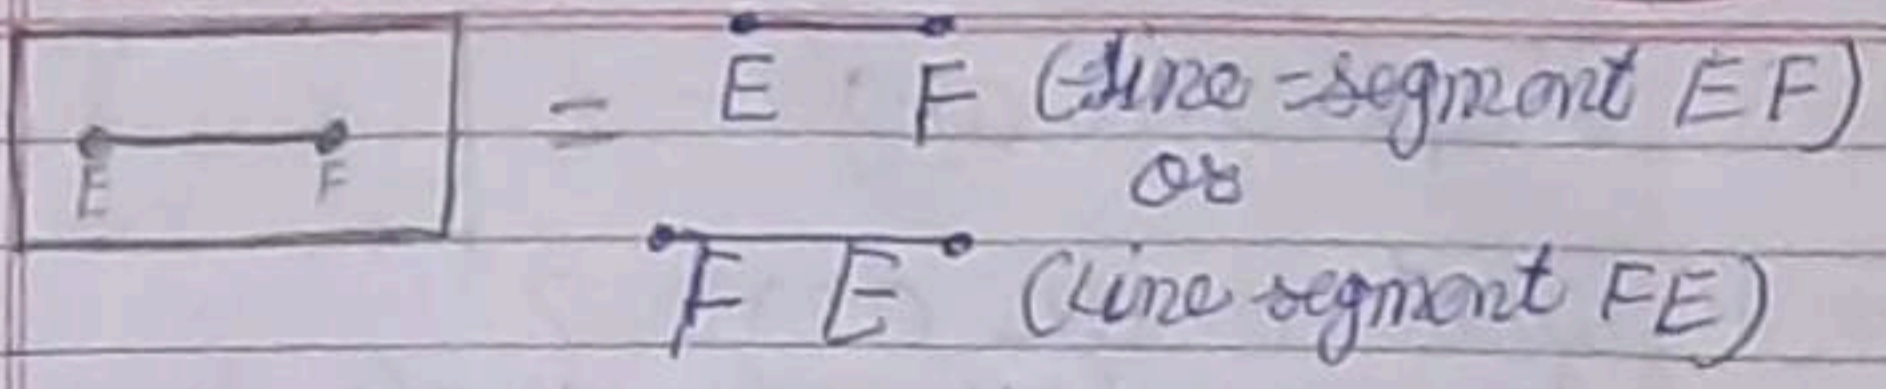 E F (Line-segment EF)
E F
or
F E (Line segment FE)